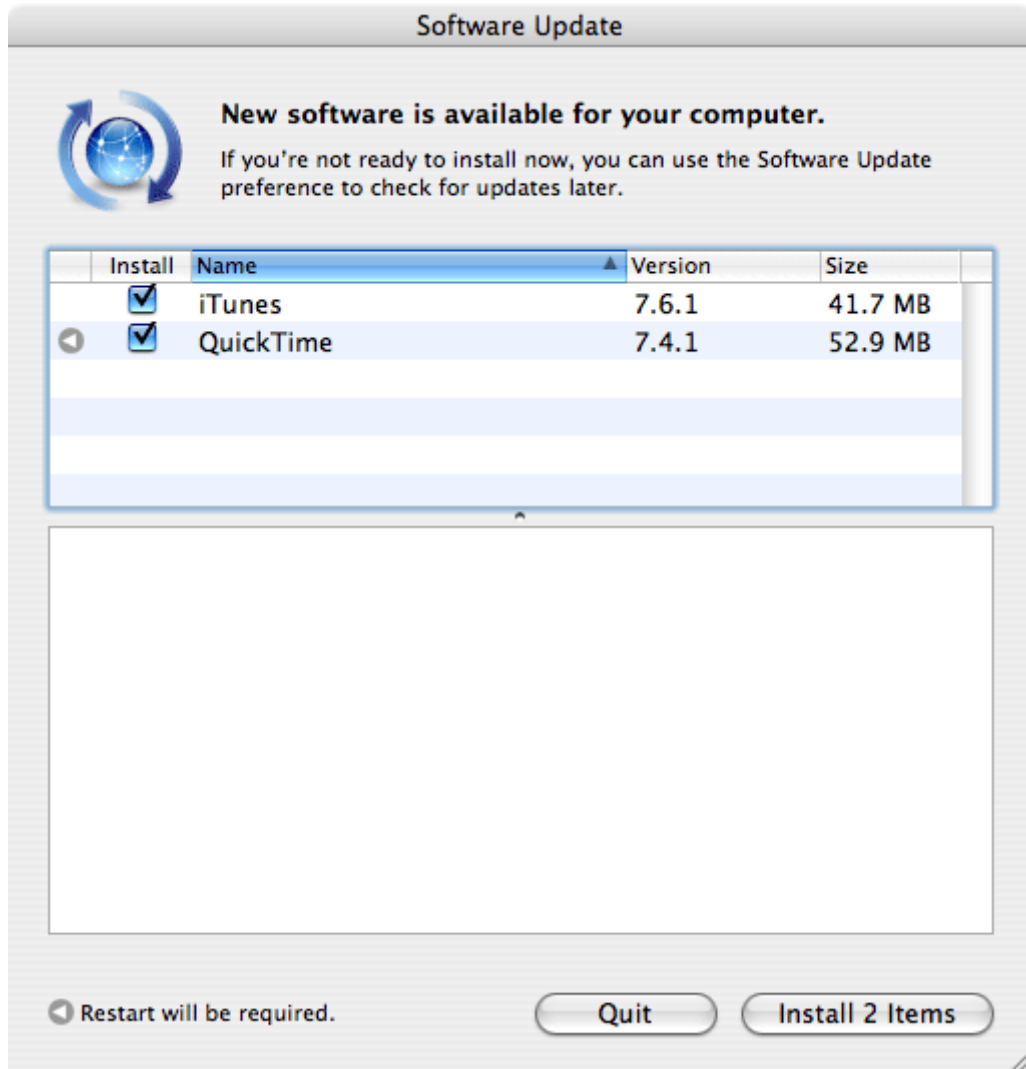 Software Update
New software is available for your computer.
If you're not ready to install now, you can use the Software Update
preference to check for updates later.
Install Name Version Size
iTunes 7.6.1 41.7 MB
QuickTime 7.4.1 52.9 MB
Restart will be required. Quit Install 2 Items